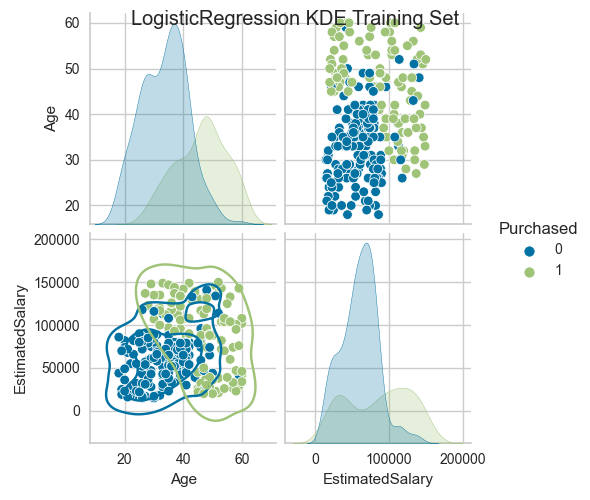 LogisticRegression KDE Training Set
60
50
40
30
20
Age
200000
150000
100000
50000
0
EstimatedSalary
20 40 60
Age
0 100000 200000
EstimatedSalary
Purchased
0
1